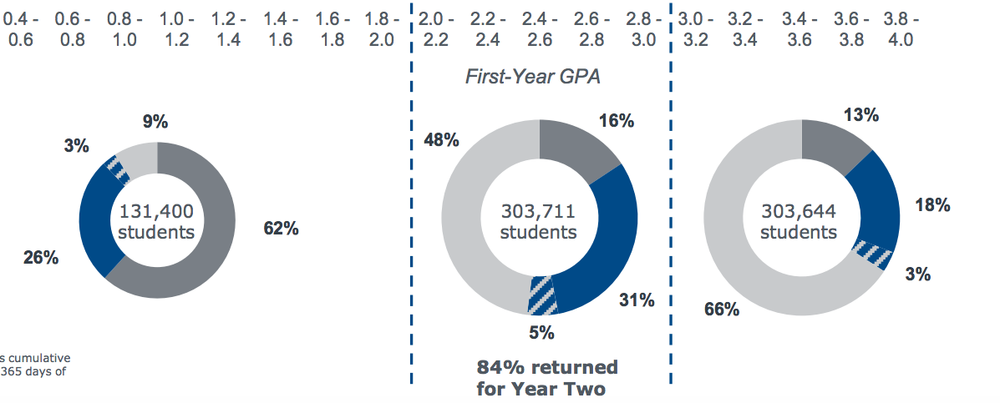 0.4 - 0.6 - 0.8 - 1.0 - 1.2 - 1.4 - 1.6 - 1.8 - 2.0 - 2.2 - 2.4 - 2.6 - 2.8 - 3.0 - 3.2 - 3.4 - 3.6 - 3.8 -
0.6 0.8 1.0 1.2 1.4 1.6 1.8 2.0 2.2 2.4 2.6 2.8 3.0 3.2 3.4 3.6 3.8 4.0
First-Year GPA
9%
3%
131,400
students
62%
26%
48%
16%
303,711
students
31%
5%
84% returned
for Year Two
13%
303,644
students
18%
3%
66%
s cumulative
365 days of